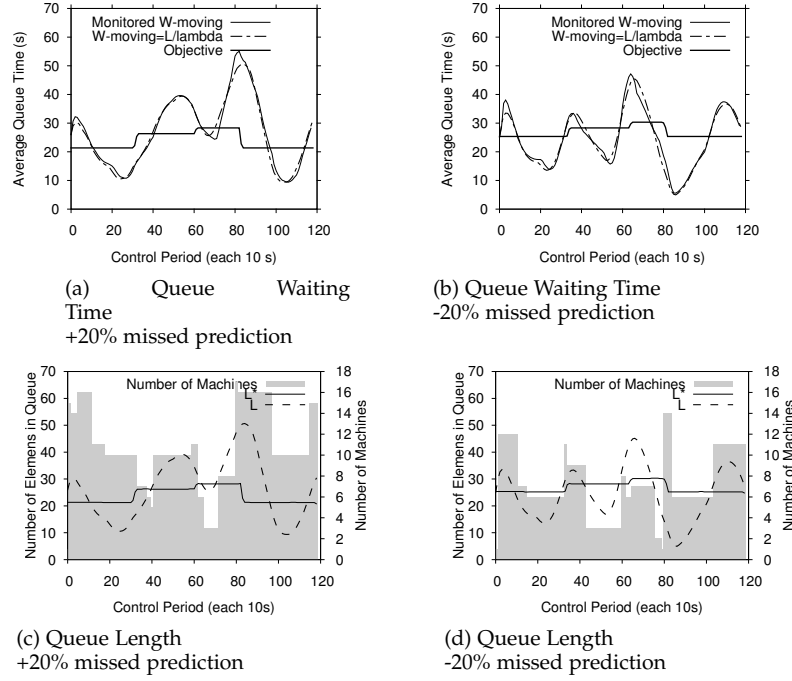 Monitored W-moving
W-moving=L/lambda
Objective
Average Queue Time (s)
70
60
50
40
30
20
10
0
0 20 40 60 80 100 120
Control Period (each 10 s)
(a) Queue Waiting
Time
+20% missed prediction
Monitored W-moving
W-moving=L/lambda
Objective
Average Queue Time (s)
70
60
50
40
30
20
10
0
0 20 40 60 80 100 120
Control Period (each 10 s)
(b) Queue Waiting Time
-20% missed prediction
Number of Machines
L*
L
Number of Elemens in Queue
70
60
50
40
30
20
10
0
18
16
14
12
10
8
6
4
2
0
Number of Machines
0 20 40 60 80 100 120
Control Period (each 10s)
(c) Queue Length
+20% missed prediction
Number of Machines
L*
L
Number of Elemens in Queue
70
60
50
40
30
20
10
0
18
16
14
12
10
8
6
4
2
0
Number of Machines
0 20 40 60 80 100 120
Control Period (each 10s)
(d) Queue Length
-20% missed prediction